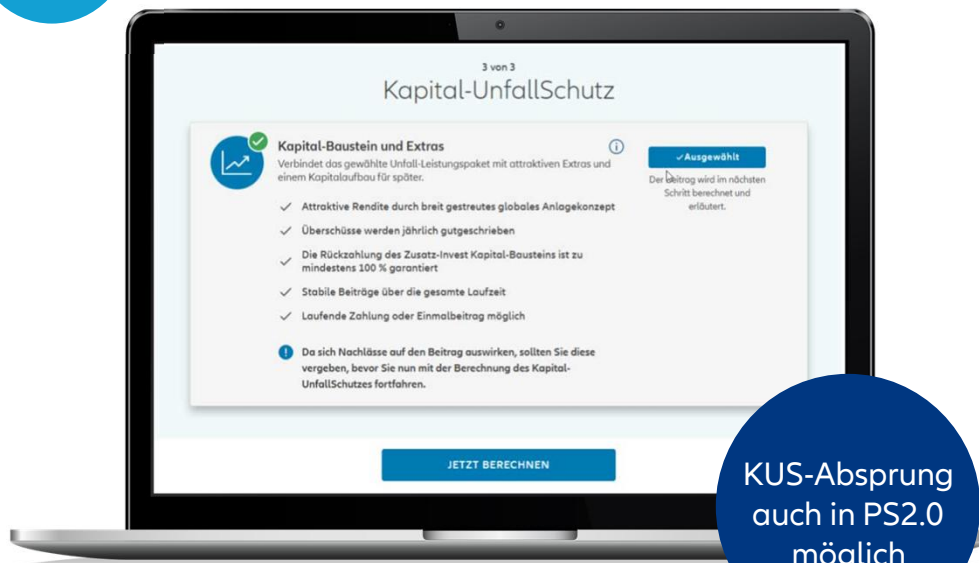 3 von 3
Kapital-UnfallSchutz
Kapital-Baustein und Extras
Verbindet das gewählte Unfall-Leistungspaket mit attraktiven Extras und
einem Kapitalaufbau für später.
✓Ausgewählt
Der Beitrag wird im nächsten
Schritt berechnet und
erläutert.
Attraktive Rendite durch breit gestreutes globales Anlagekonzept
Überschüsse werden jährlich gutgeschrieben
Die Rückzahlung des Zusatz-Invest Kapital-Bausteins ist zu
mindestens 100 % garantiert
Stabile Beiträge über die gesamte Laufzeit
Laufende Zahlung oder Einmalbeitrag möglich
Da sich Nachlässe auf den Beitrag auswirken, sollten Sie diese
vergeben, bevor Sie nun mit der Berechnung des Kapital-
UnfallSchutzes fortfahren.
JETZT BERECHNEN
KUS-Absprung
auch in PS2.0
möglich